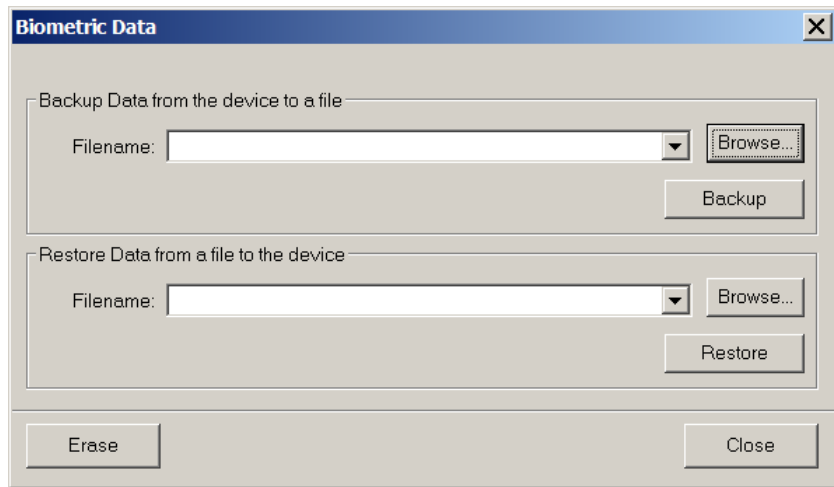 Biometric Data
Backup Data from the device to a file
Filename:
Browse...
Backup
Restore Data from a file to the device
Filename:
Browse...
Restore
Erase
Close